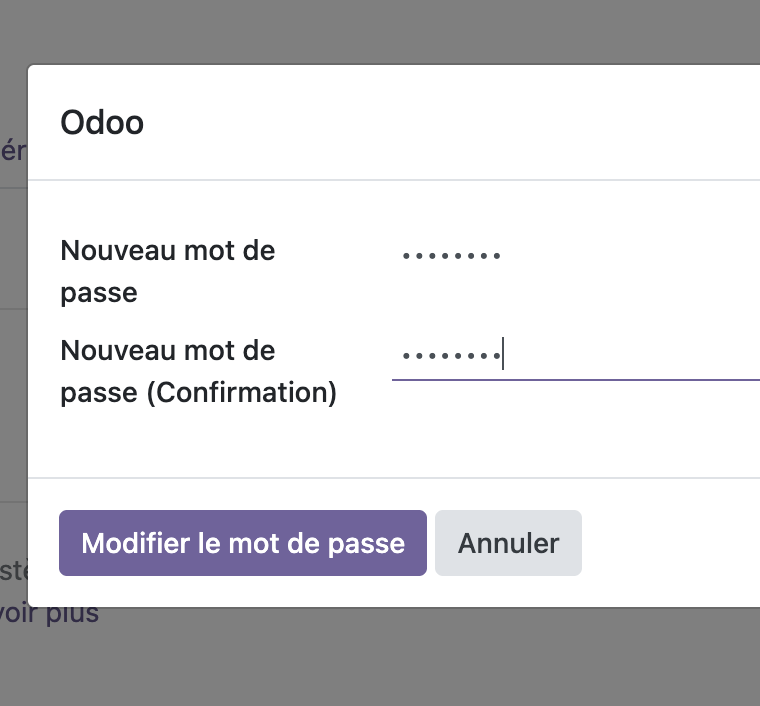 Odoo
ér
Nouveau mot de
passe
••••••••
Nouveau mot de
passe (Confirmation)
••••••••
Modifier le mot de passe
Annuler
stè
voir plus